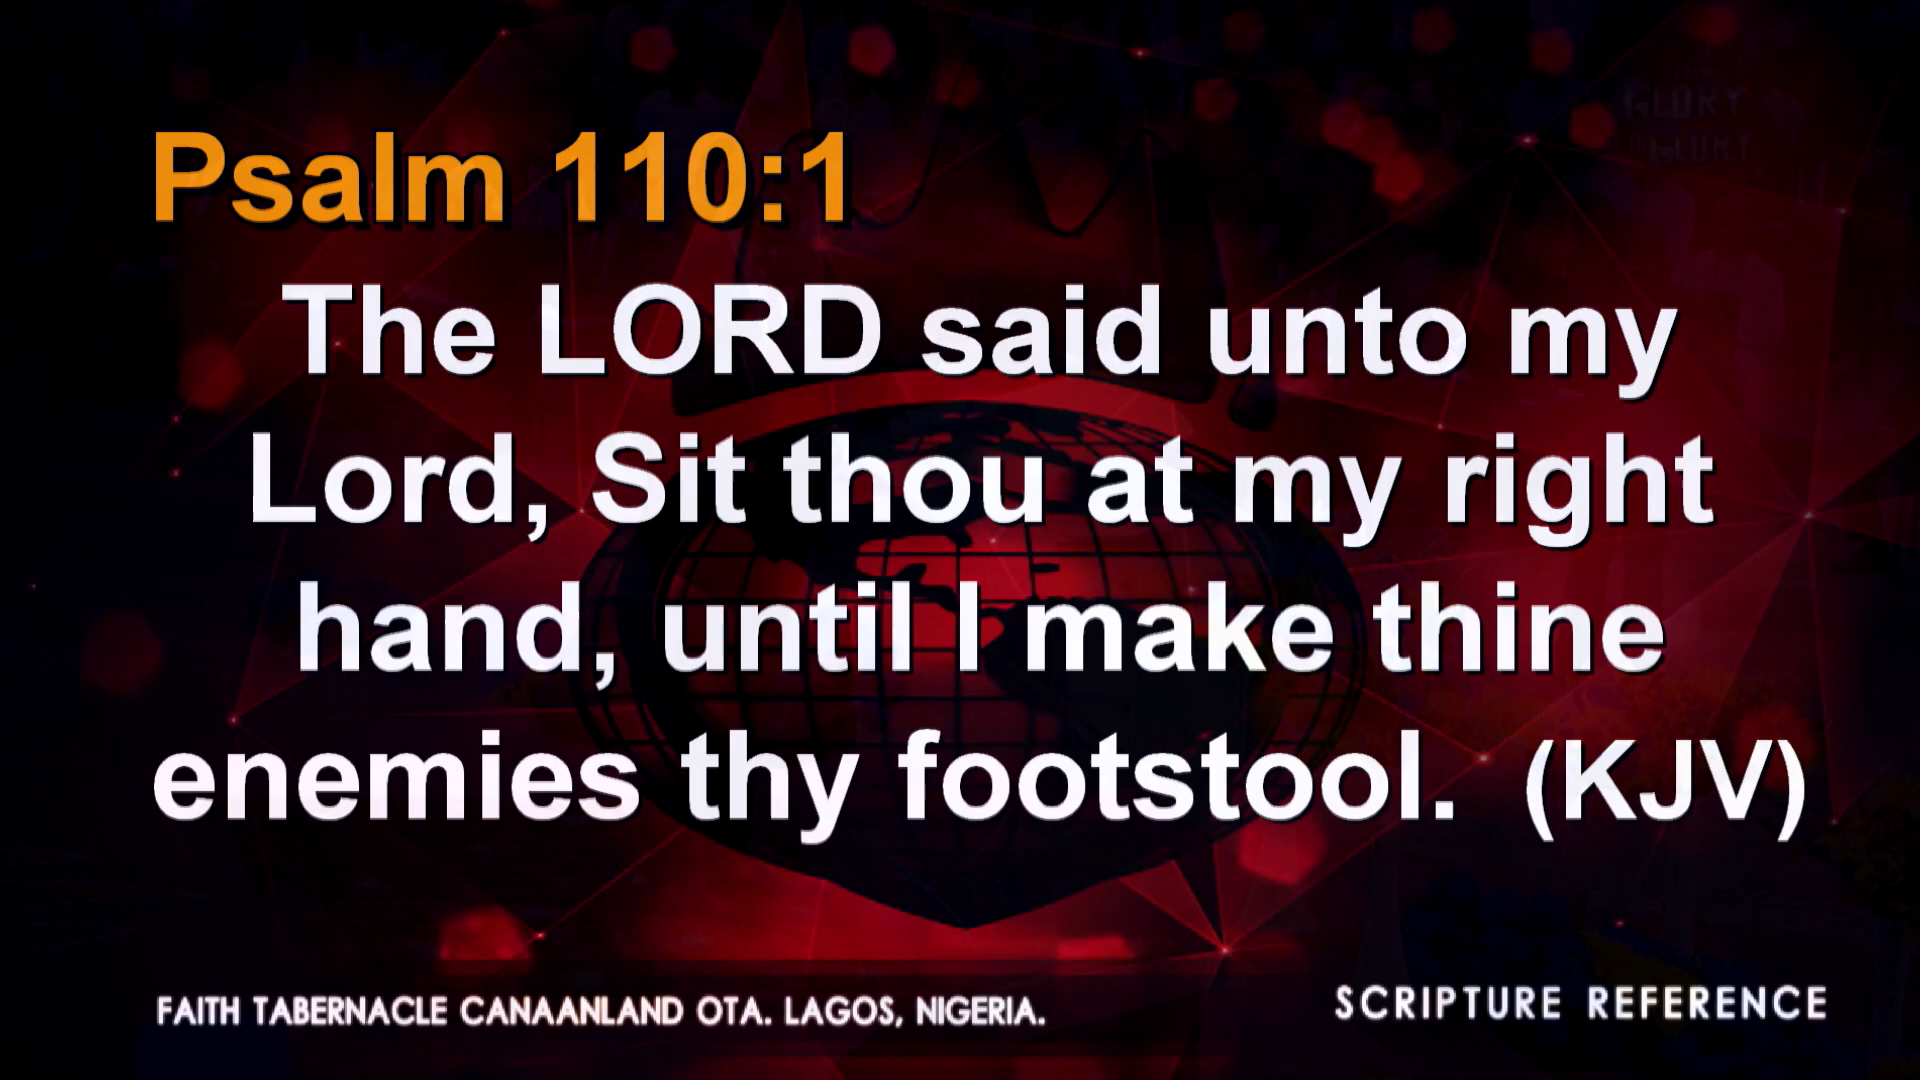 GLORY
Psalm 110:1
The LORD said unto my
Lord, Sit thou at my right
hand, until I make thine
enemies thy footstool. (KJV)
FAITH TABERNACLE CANAANLAND OTA. LAGOS, NIGERIA.
SCRIPTURE REFERENCE